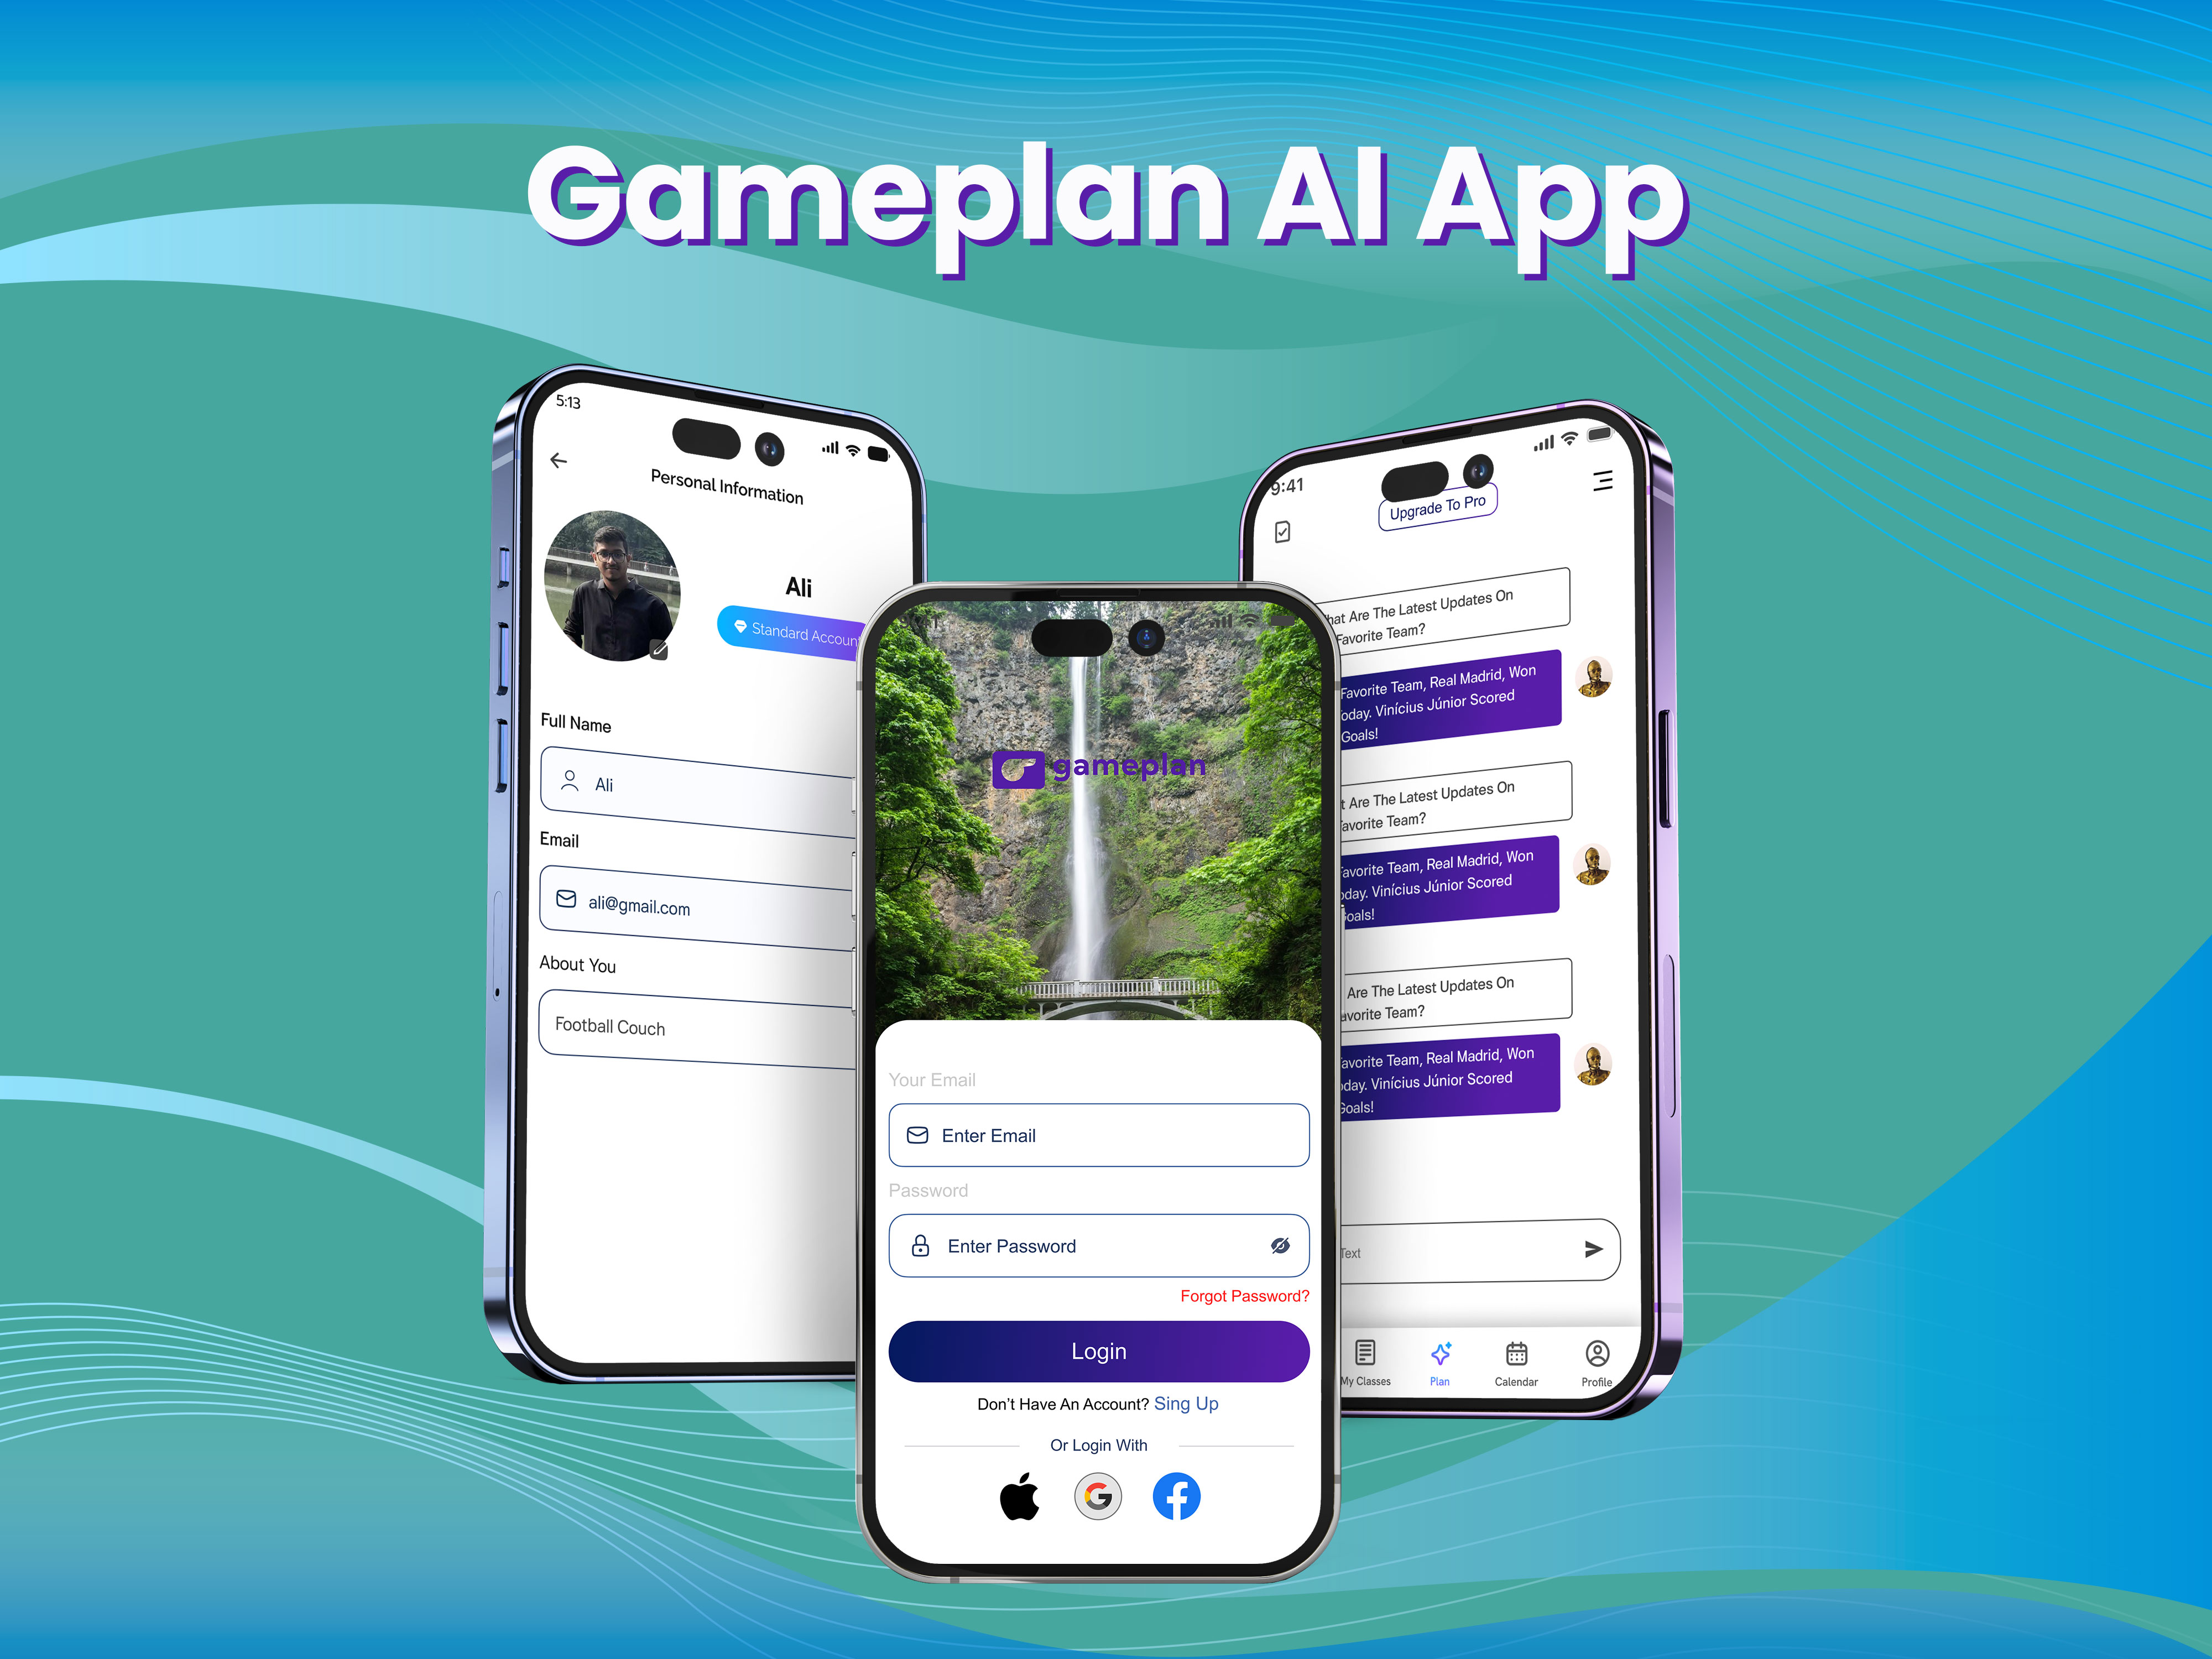 Gameplan AI App
5:13
Personal Information
Ali
Standard Account
Full Name
Ali
Email
ali@gmail.com
About You
Football Couch
gameplan
Your Email
Enter Email
Password
Enter Password
Forgot Password?
Login
Don't Have An Account? Sing Up
Or Login With
9:41
Upgrade To Pro
hat Are The Latest Updates On
Favorite Team?
Favorite Team, Real Madrid, Won
oday. Vinícius Júnior Scored
Goals!
t Are The Latest Updates On
avorite Team?
avorite Team, Real Madrid, Won
oday. Vinícius Júnior Scored
Goals!
Are The Latest Updates On
avorite Team?
avorite Team, Real Madrid, Won
oday. Vinícius Júnior Scored
Goals!
Text
My Classes
Plan
Calendar
Profile